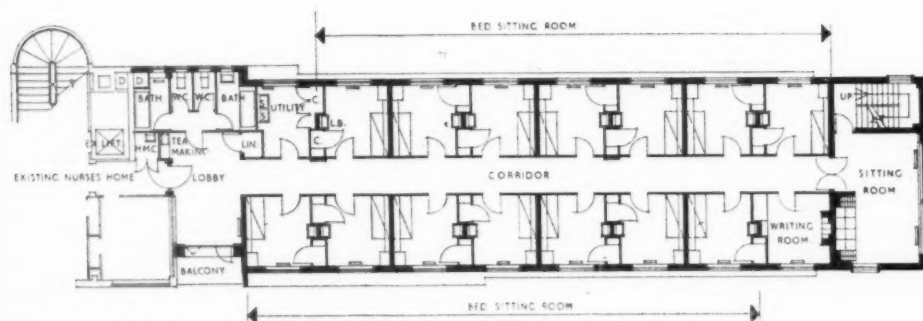 BED SITTING ROOM
D D
BATH W.C. W.C. BATH
UTILITY C.
UP
L.B.
EX LIFT
H.M.C. TEA MAKING
LIN.
C.
EXISTING NURSES HOME
LOBBY
CORRIDOR
SITTING ROOM
WRITING ROOM
BALCONY
BED SITTING ROOM